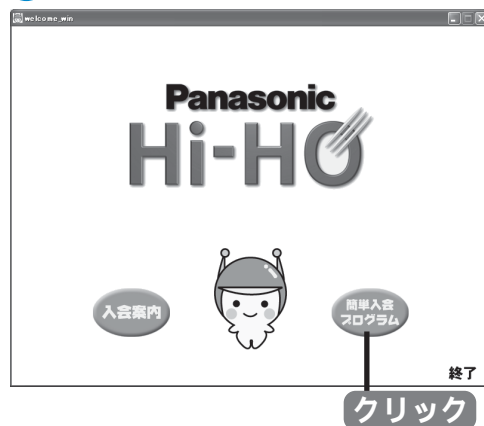 welcome_win
Panasonic
Hi-HO
入会案内
簡単入会
プログラム
終了
クリック